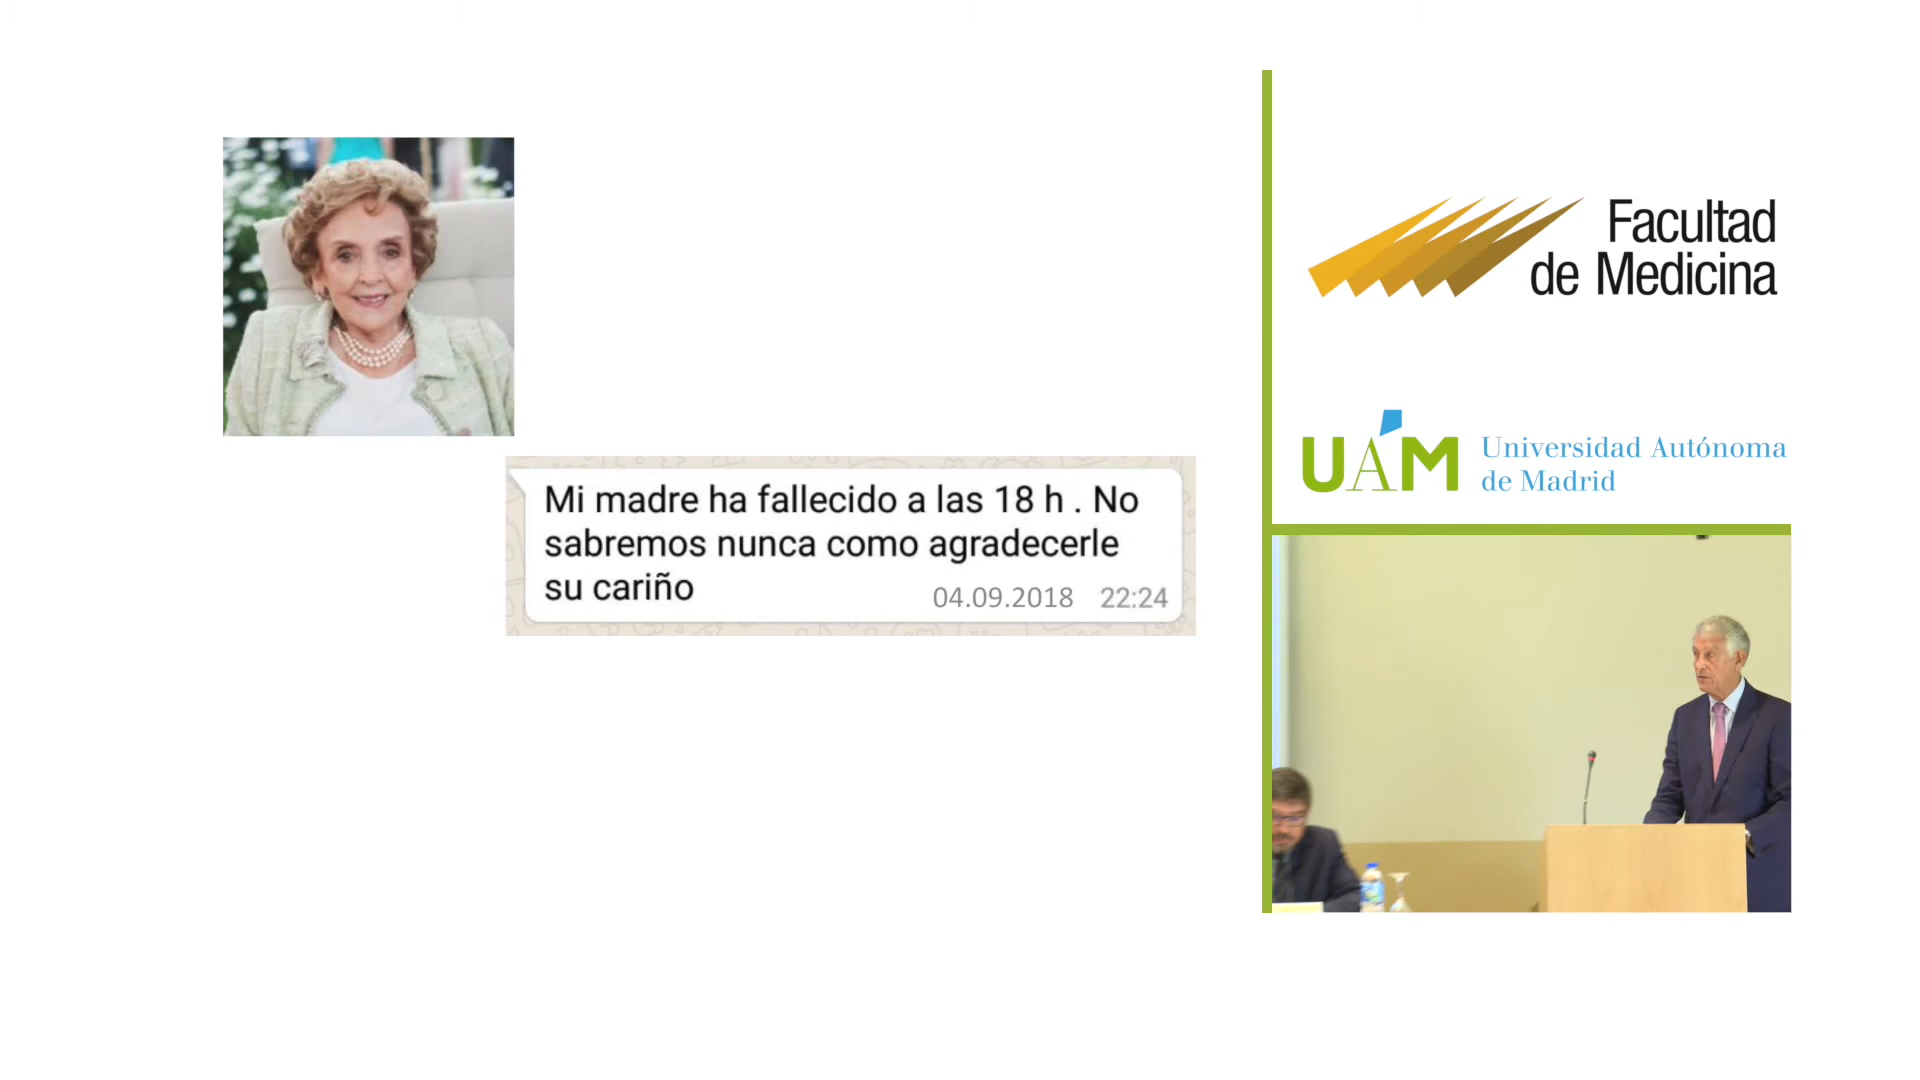 Mi madre ha fallecido a las 18 h . No
sabremos nunca como agradecerle
su cariño
04.09.2018 22:24
Facultad
de Medicina
UAM
Universidad Autónoma
de Madrid